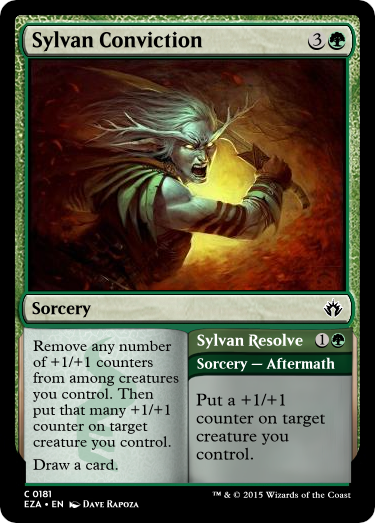 Sylvan Conviction 3
Sorcery
Remove any number
of +1/+1 counters
from among creatures
you control. Then
put that many +1/+1
counter on target
creature you control.
Draw a card.
Sylvan Resolve 1
Sorcery — Aftermath
Put a +1/+1
counter on target
creature you
control.
C 0181
EZA • EN Dave Rapoza
™ & © 2015 Wizards of the Coast